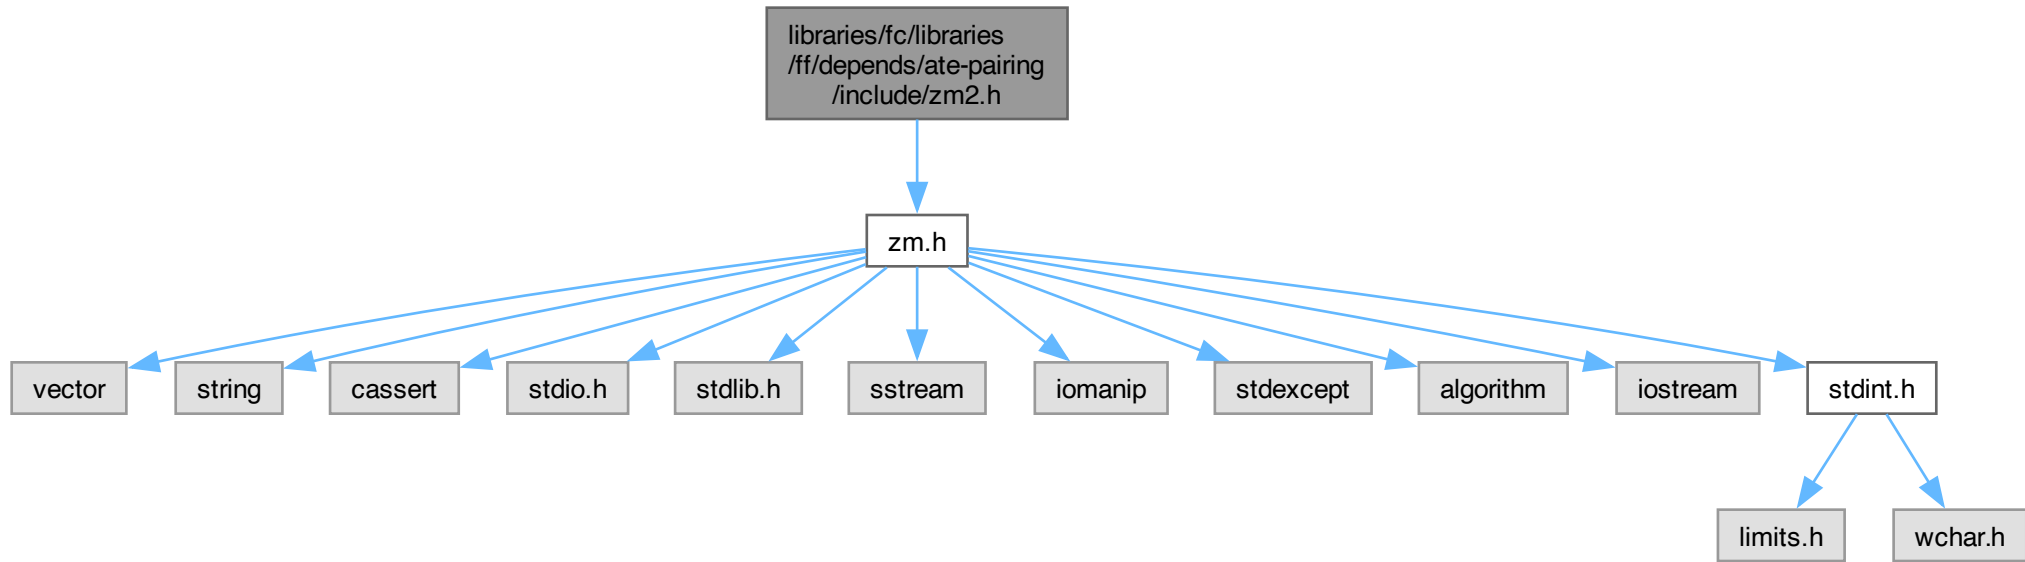 libraries/fc/libraries
/ff/depends/ate-pairing
/include/zm2.h
zm.h
vector
string
cassert
stdio.h
stdlib.h
sstream
iomanip
stdexcept
algorithm
iostream
stdint.h
limits.h
wchar.h